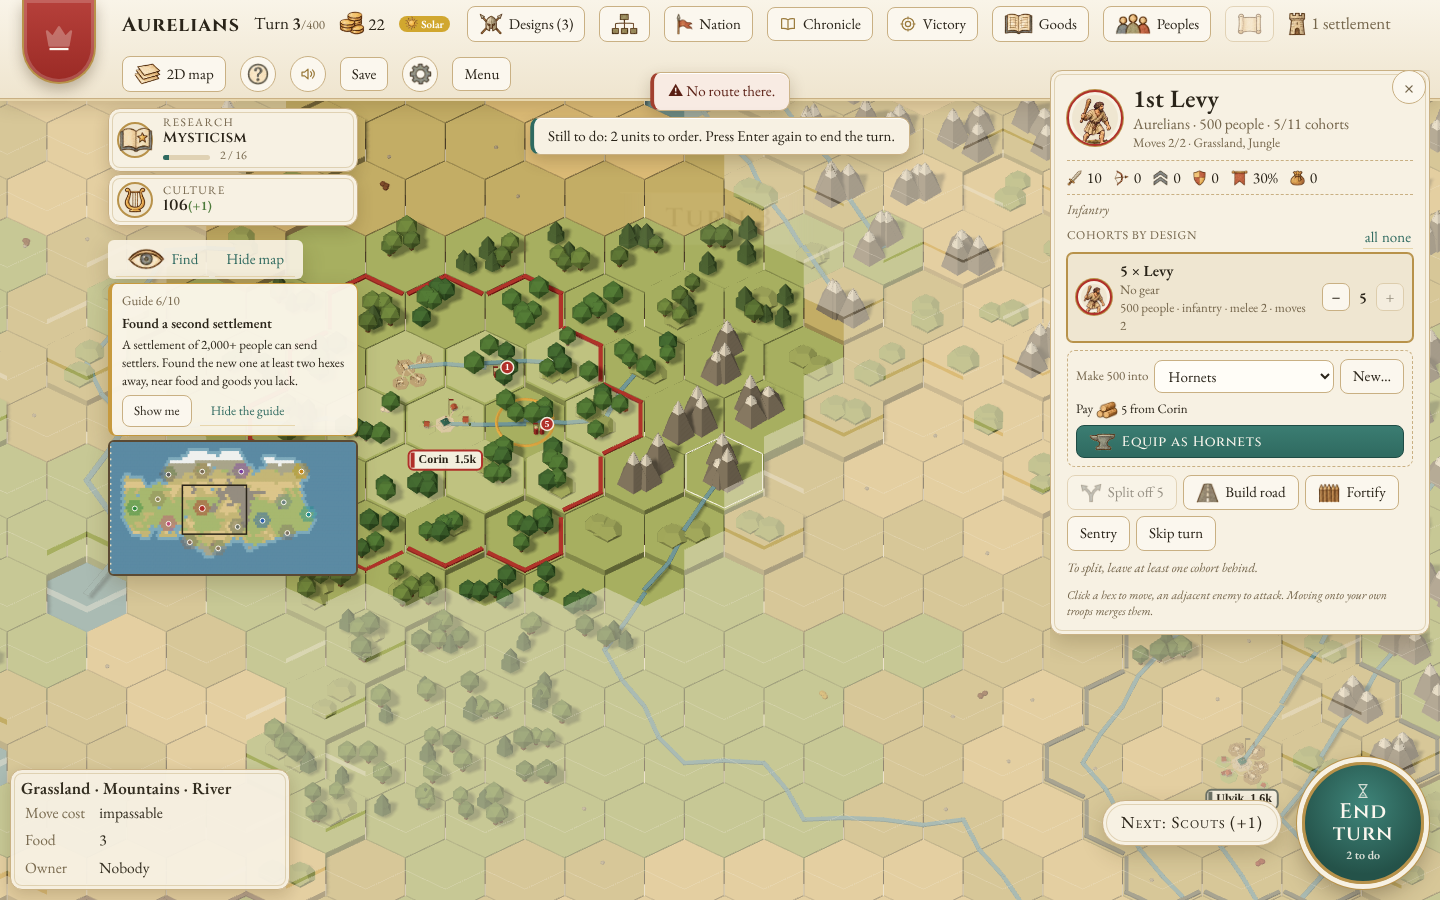 AURELIANS
Turn 3/400
22
Solar
Designs (3)
Nation
Chronicle
Victory
Goods
Peoples
1 settlement
2D map
Save
Menu
No route there.
Still to do: 2 units to order. Press Enter again to end the turn.
RESEARCH
MYSTICISM
2 / 16
CULTURE
106(+1)
Find
Hide map
Guide 6/10
Found a second settlement
A settlement of 2,000+ people can send
settlers. Found the new one at least two hexes
away, near food and goods you lack.
Show me
Hide the guide
1
5
Corin 1.5k
Ulvik 1.6k
1st Levy
Aurelians · 500 people · 5/11 cohorts
Moves 2/2 · Grassland, Jungle
10
0
0
0
30%
0
Infantry
COHORTS BY DESIGN
all none
5 × Levy
No gear
500 people · infantry · melee 2 · moves
2
− 5 +
Make 500 into
Hornets
New...
Pay 5 from Corin
EQUIP AS HORNETS
Split off 5
Build road
Fortify
Sentry
Skip turn
To split, leave at least one cohort behind.
Click a hex to move, an adjacent enemy to attack. Moving onto your own
troops merges them.
Grassland · Mountains · River
Move cost impassable
Food 3
Owner Nobody
NEXT: SCOUTS (+1)
END
TURN
2 to do